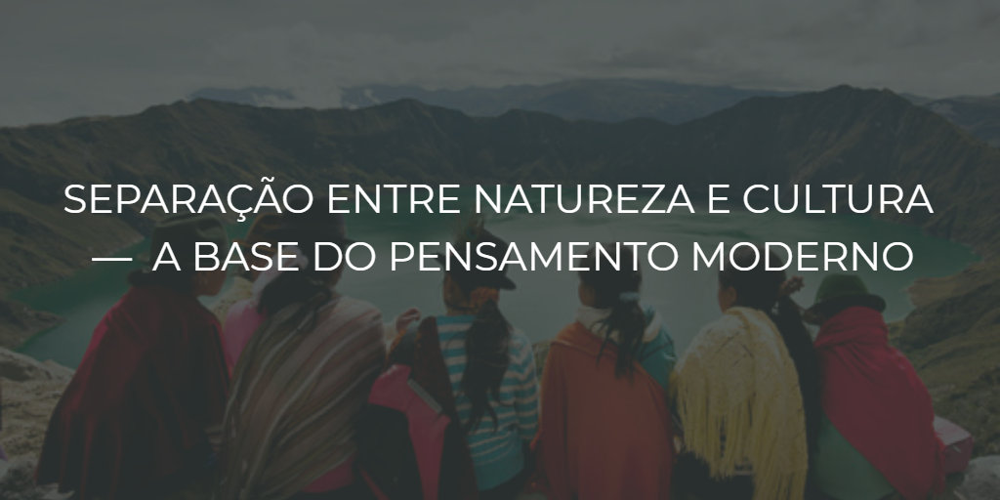 SEPARAÇÃO ENTRE NATUREZA E CULTURA
— A BASE DO PENSAMENTO MODERNO